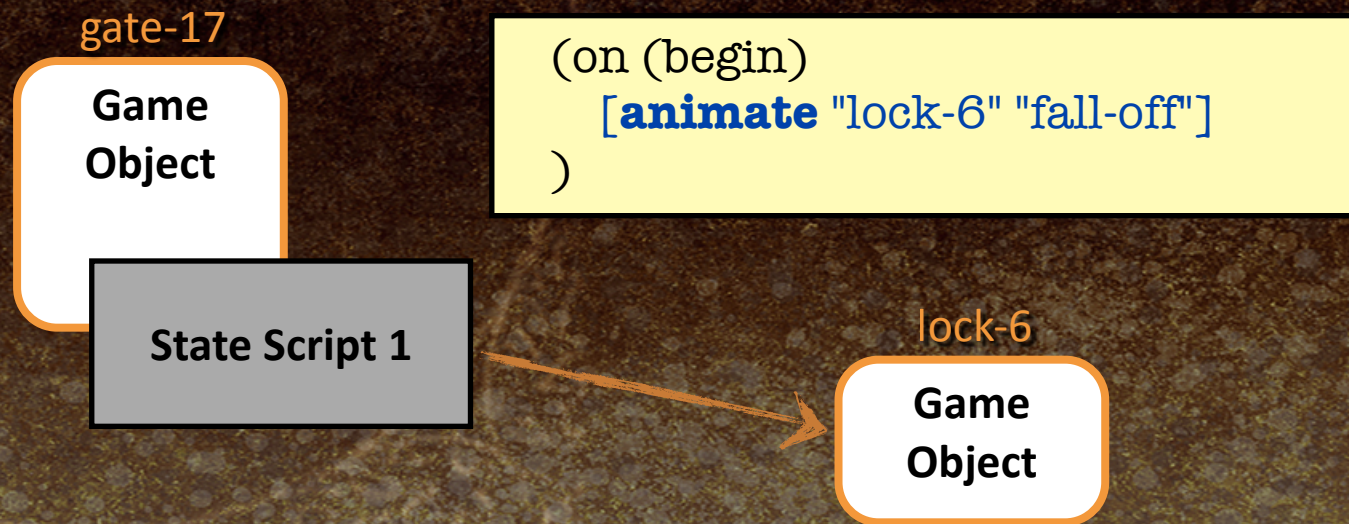 gate-17
Game
Object
State Script 1
(on (begin)
[animate "lock-6" "fall-off"]
)
lock-6
Game
Object